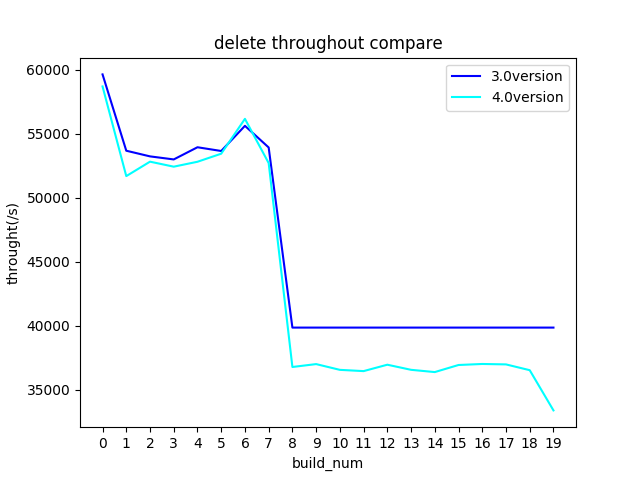 delete throughout compare
3.0version
4.0version
throught(/s)
60000
55000
50000
45000
40000
35000
0 1 2 3 4 5 6 7 8 9 10 11 12 13 14 15 16 17 18 19
build_num